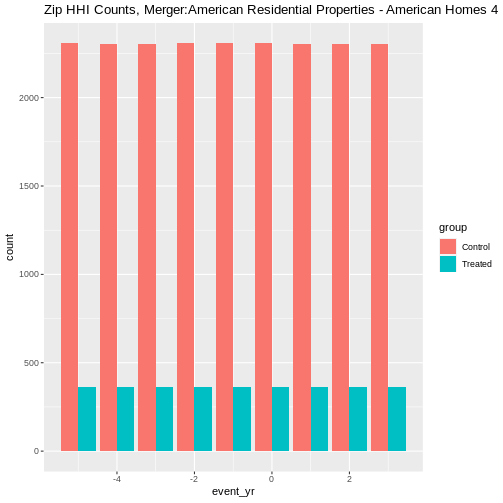 Zip HHI Counts, Merger:American Residential Properties - American Homes 4
2000
1500
1000
500
0
count
-4
-2
0
2
event_yr
group
Control
Treated